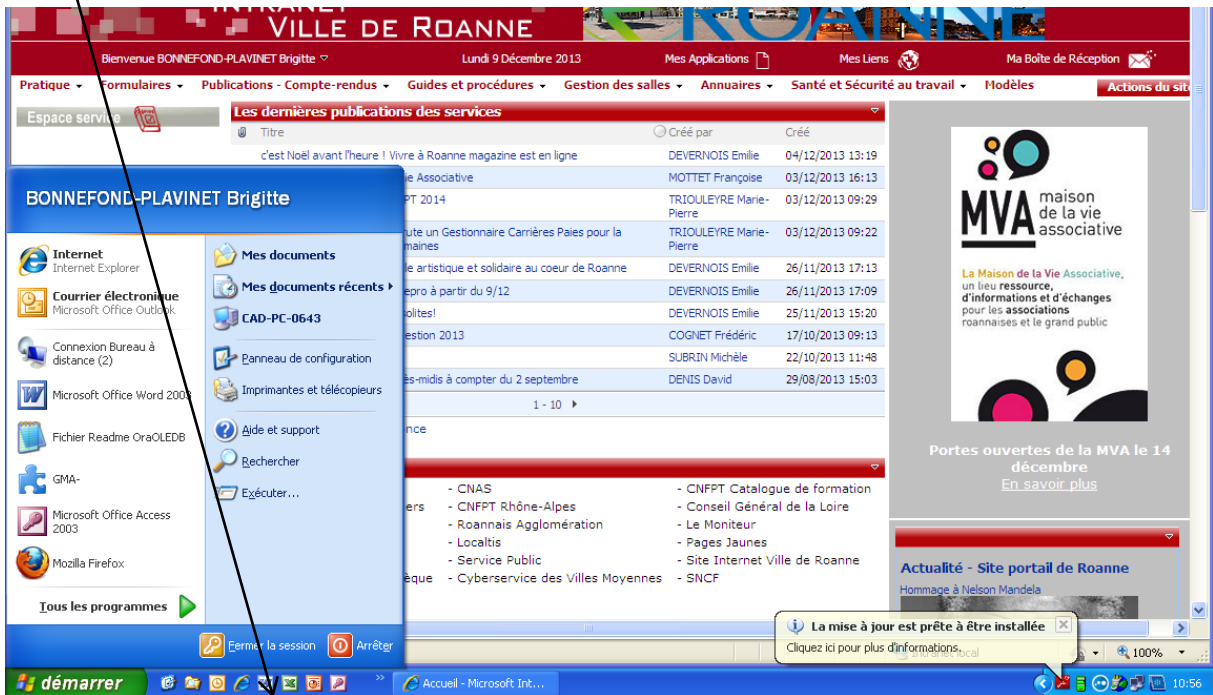 INTRANET
VILLE DE ROANNE
ROANNE
Bienvenue BONNEFOND-PLAVINET Brigitte
Lundi 9 Décembre 2013
Mes Applications
Mes Liens
Ma Boîte de Réception
Pratique Formulaires Publications - Compte-rendus Guides et procédures Gestion des salles Annuaires Santé et Sécurité au travail Modèles Actions du site
Espace service
Les dernières publications des services
Titre Créé par Créé
c'est Noël avant l'heure ! Vivre à Roanne magazine est en ligne DEVERNOIS Emilie 04/12/2013 13:19
ie Associative MOTTET Françoise 03/12/2013 16:13
PT 2014 TRIOULEYRE Marie-Pierre 03/12/2013 09:29
rute un Gestionnaire Carrières Paies pour la
maines TRIOULEYRE Marie-Pierre 03/12/2013 09:22
le artistique et solidaire au coeur de Roanne DEVERNOIS Emilie 26/11/2013 17:13
epro à partir du 9/12 DEVERNOIS Emilie 26/11/2013 17:09
olites! DEVERNOIS Emilie 25/11/2013 15:20
estion 2013 COGNET Frédéric 17/10/2013 09:13
SUBRIN Michèle 22/10/2013 11:48
ès-midis à compter du 2 septembre DENIS David 29/08/2013 15:03
1 - 10
nce
- CNAS
ers - CNFPT Rhône-Alpes
- Roannais Agglomération
- Localtis
- Service Public
èque - Cyberservice des Villes Moyennes
- CNFPT Catalogue de formation
- Conseil Général de la Loire
- Le Moniteur
- Pages Jaunes
- Site Internet Ville de Roanne
- SNCF
MVA maison
de la vie
associative
La Maison de la Vie Associative,
un lieu ressource,
d'informations et d'échanges
pour les associations
roannaises et le grand public
Portes ouvertes de la MVA le 14
décembre
En savoir plus
Actualité - Site portail de Roanne
Hommage à Nelson Mandela
BONNEFOND-PLAVINET Brigitte
Internet
Internet Explorer
Courrier électronique
Microsoft Office Outlook
Connexion Bureau à
distance (2)
Microsoft Office Word 2003
Fichier Readme OraOLEDB
GMA-
Microsoft Office Access
2003
Mozilla Firefox
Tous les programmes
Mes documents
Mes documents récents
CAD-PC-0643
Panneau de configuration
Imprimantes et télécopieurs
Aide et support
Rechercher
Exécuter...
Fermer la session
Arrêter
La mise à jour est prête à être installée
Cliquez ici pour plus d'informations.
Intranet local
100%
démarrer
Accueil - Microsoft Int...
10:56